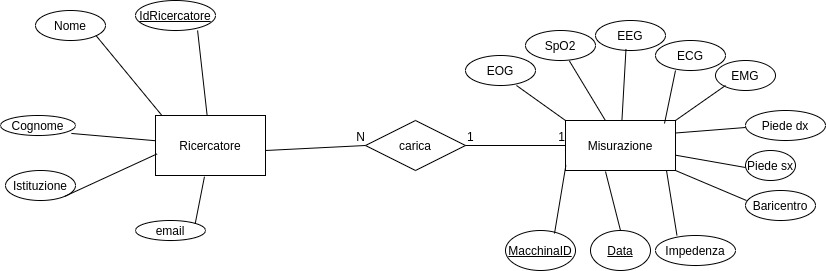 IdRicercatore
Nome
EEG
SpO2
ECG
EOG
EMG
Cognome
Piede dx
N
1
1
Ricercatore
carica
Misurazione
Piede sx
Istituzione
Baricentro
email
MacchinaID
Data
Impedenza